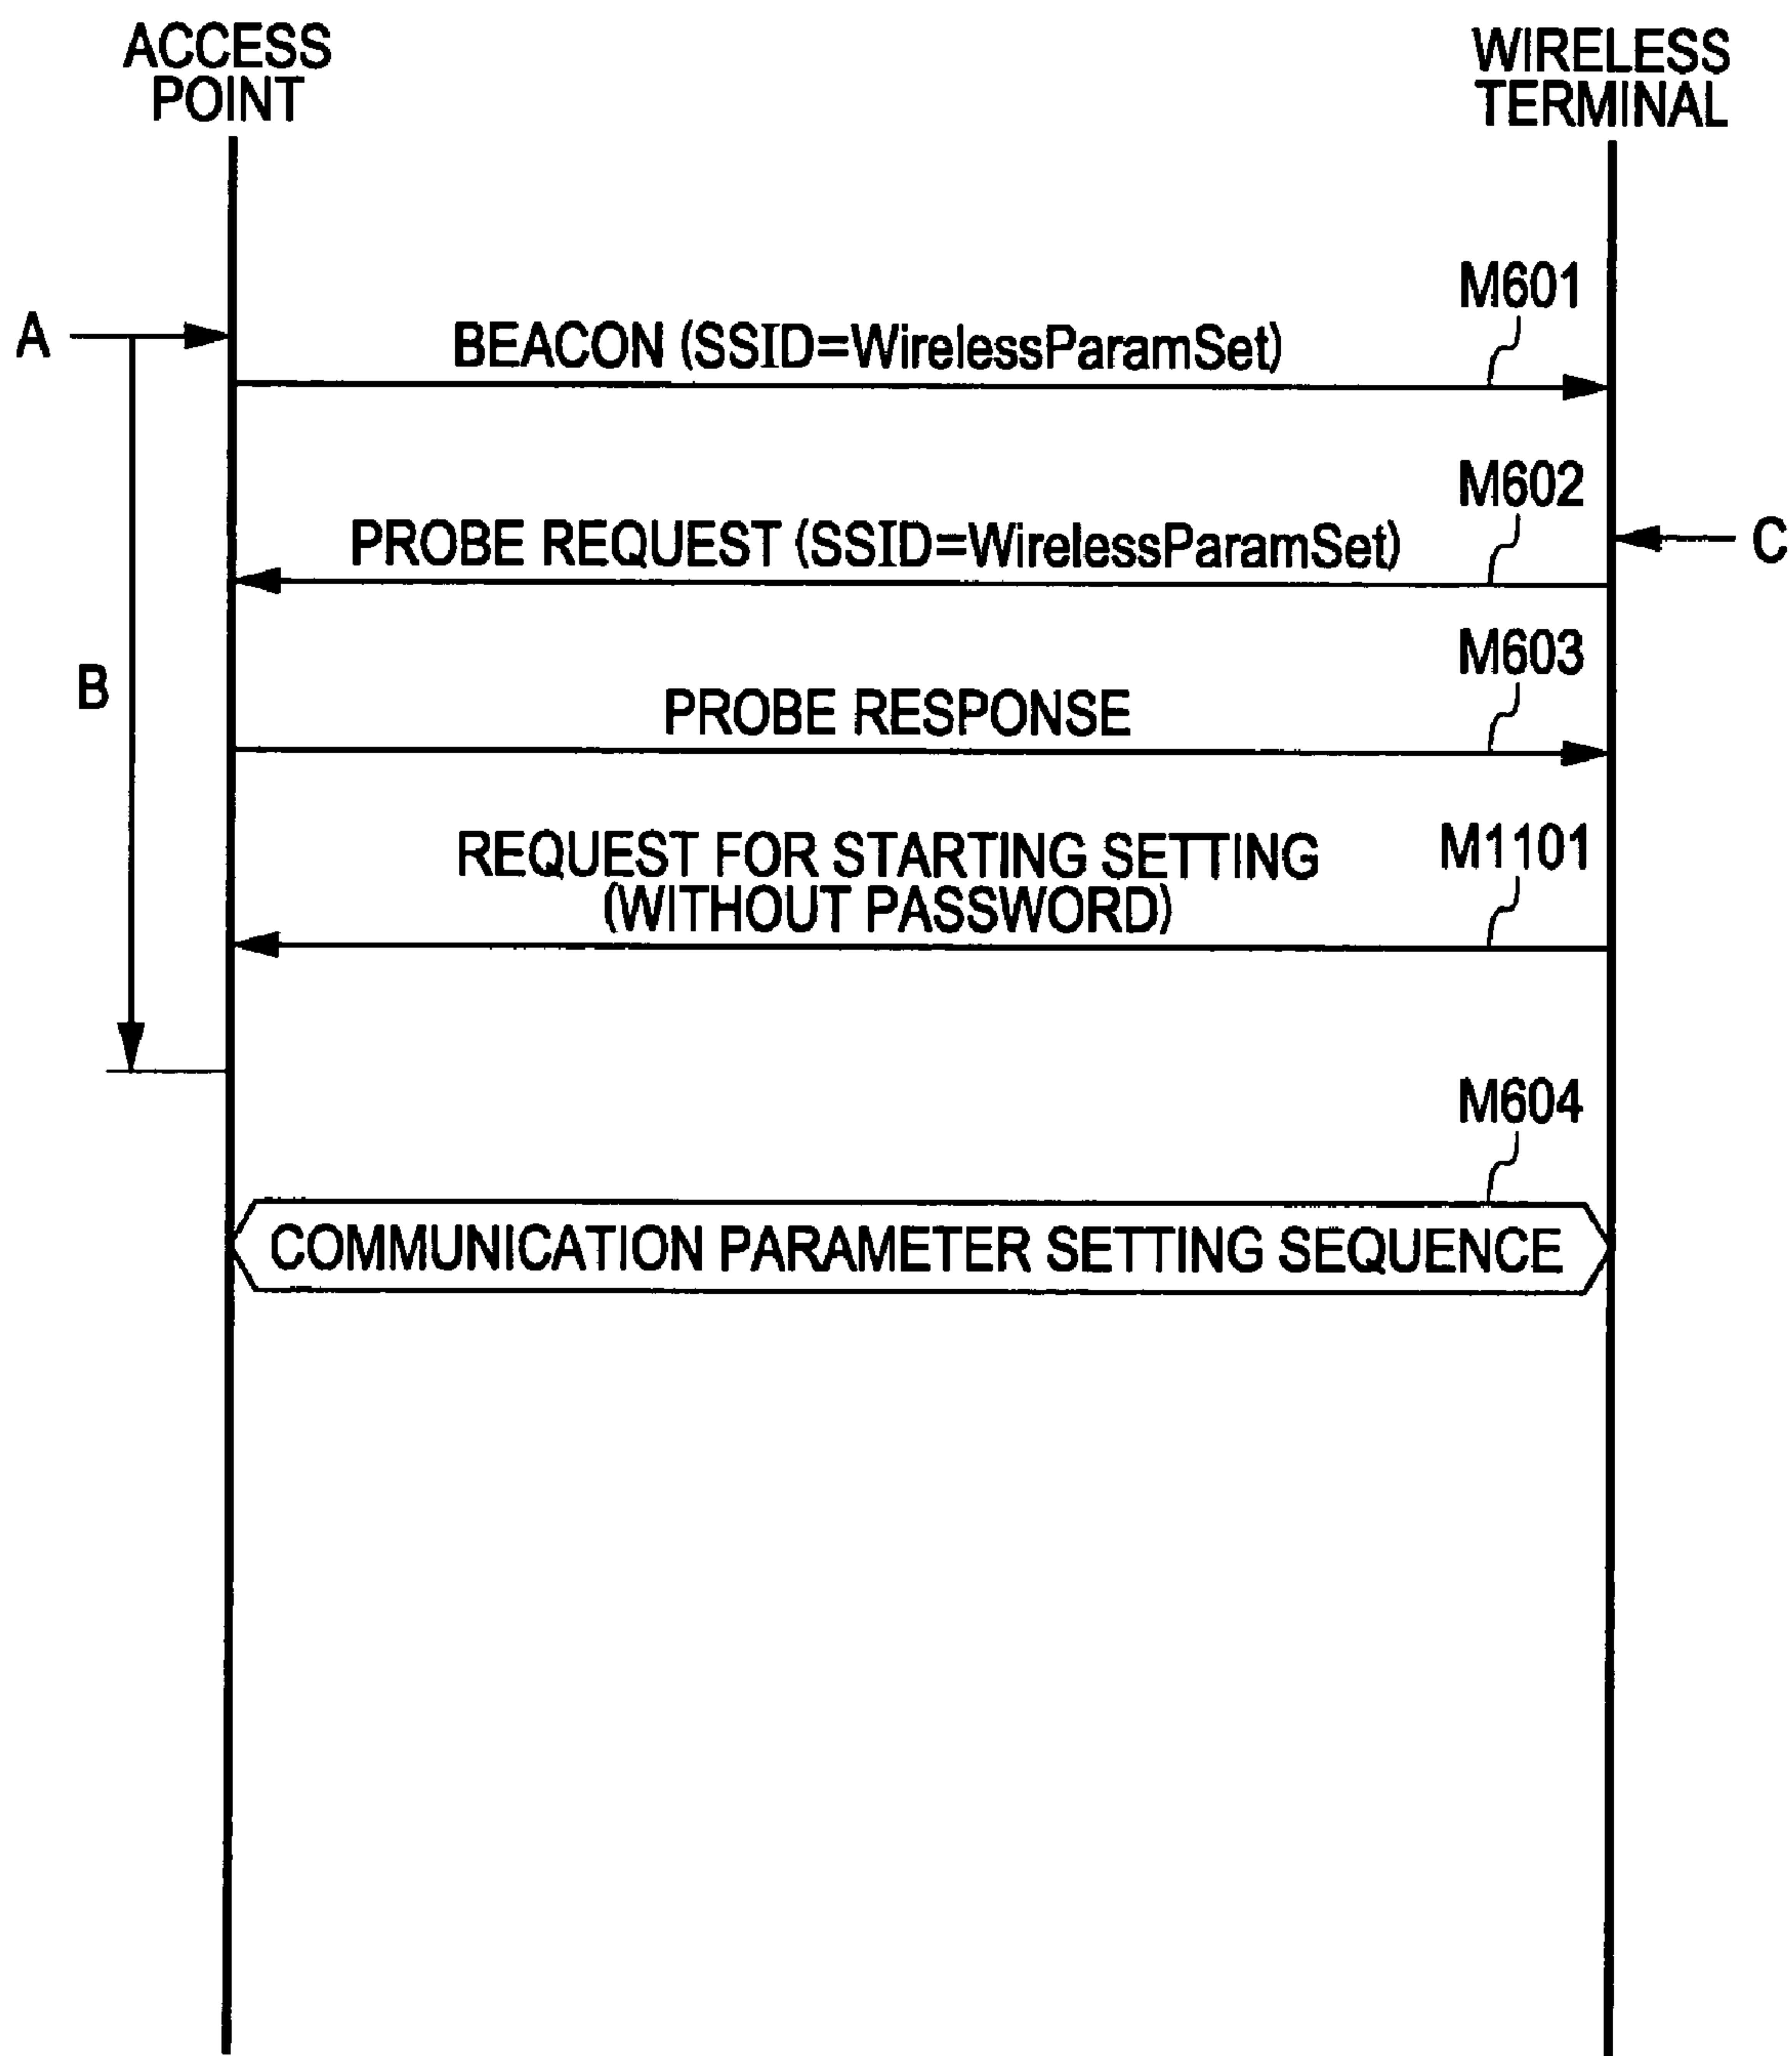 ACCESS
POINT
WIRELESS
TERMINAL
M601
A
BEACON (SSID=WirelessParamSet)
M602
PROBE REQUEST (SSID=WirelessParamSet)
C
M603
B
PROBE RESPONSE
REQUEST FOR STARTING SETTING
(WITHOUT PASSWORD)
M1101
M604
COMMUNICATION PARAMETER SETTING SEQUENCE